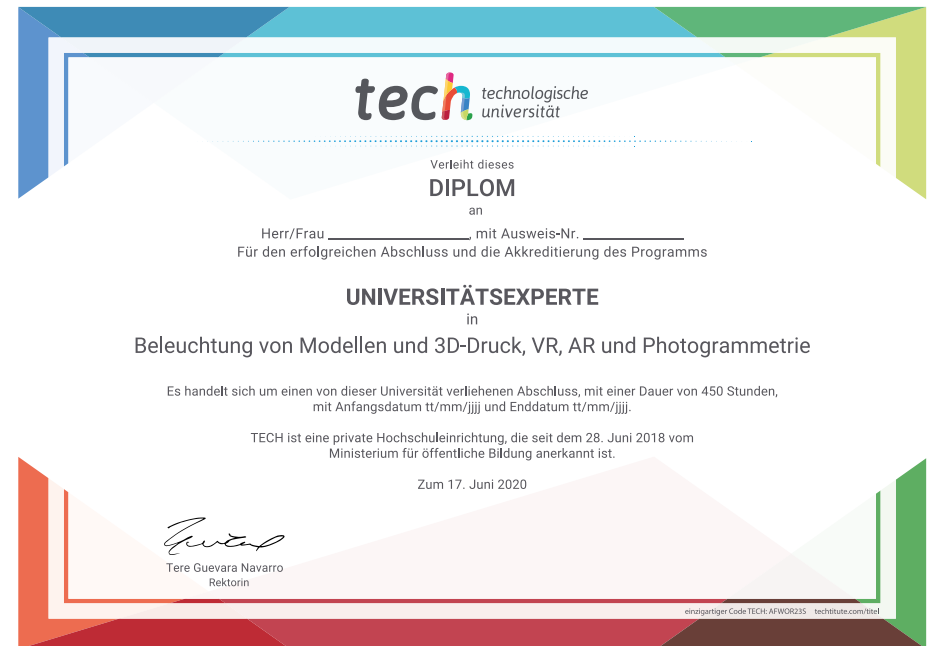 tech technologische
universität
Verleiht dieses
DIPLOM
an
Herr/Frau ____________________, mit Ausweis-Nr. ______________
Für den erfolgreichen Abschluss und die Akkreditierung des Programms
UNIVERSITÄTSEXPERTE
in
Beleuchtung von Modellen und 3D-Druck, VR, AR und Photogrammetrie
Es handelt sich um einen von dieser Universität verliehenen Abschluss, mit einer Dauer von 450 Stunden,
mit Anfangsdatum tt/mm/jjjj und Enddatum tt/mm/jjjj.
TECH ist eine private Hochschuleinrichtung, die seit dem 28. Juni 2018 vom
Ministerium für öffentliche Bildung anerkannt ist.
Zum 17. Juni 2020
Tere Guevara Navarro
Rektorin
einzigartiger Code TECH: AFWOR23S techtitute.com/titel